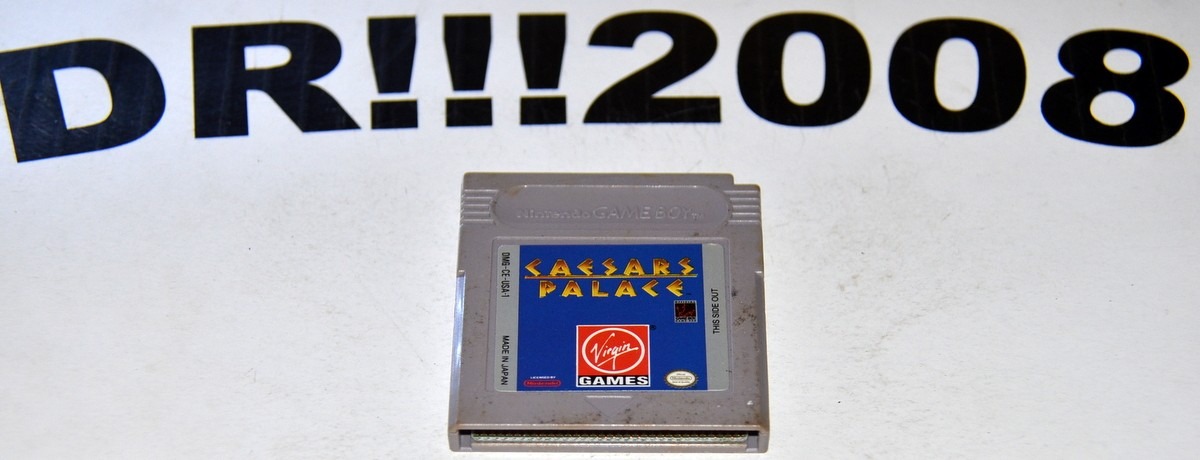 DR!!!2008
Nintendo GAME BOY
CAESARS
PALACE
DMG-CE-USA-1
MADE IN JAPAN
THIS SIDE OUT
Virgin
GAMES
LICENSED BY
Nintendo